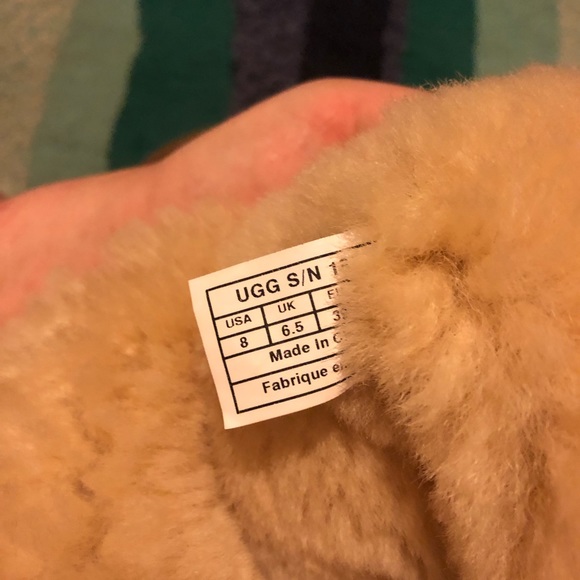 UGG S/N
USA UK
8 6.5
Made In
Fabrique